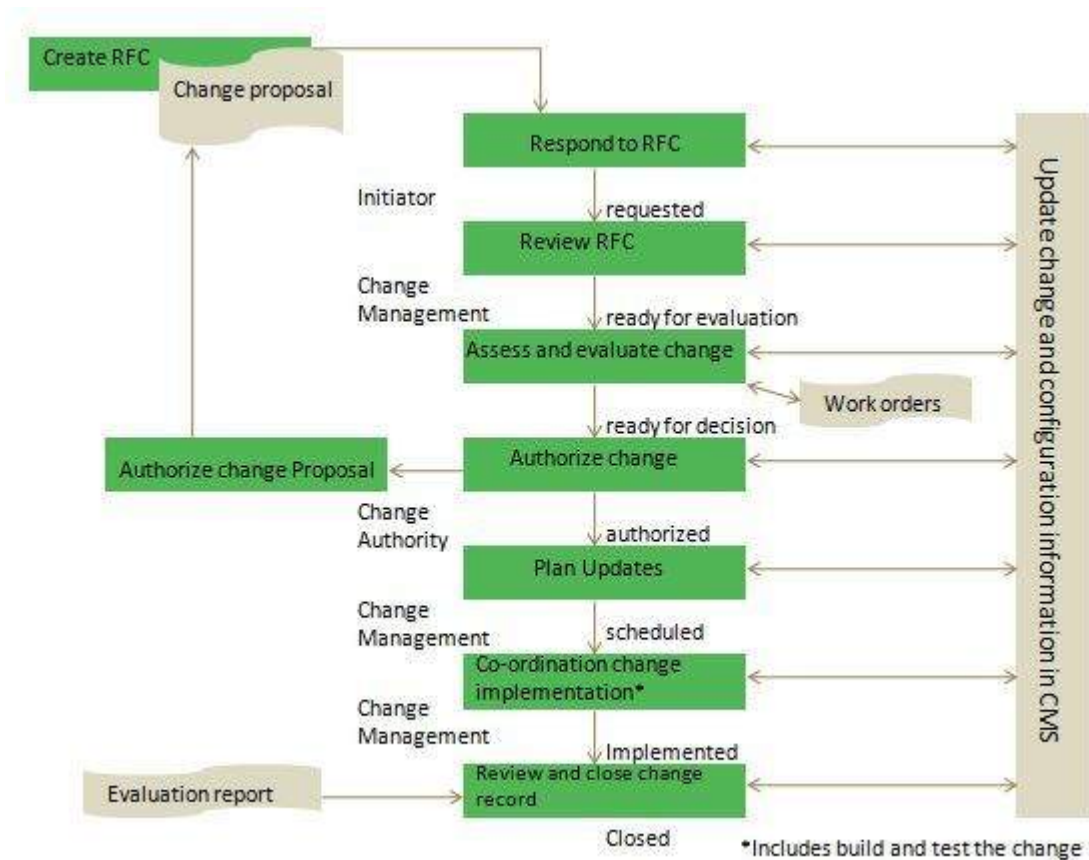 Create RFC
Change proposal
Respond to RFC
Initiator
requested
Review RFC
Change
Management
ready for evaluation
Assess and evaluate change
Work orders
ready for decision
Authorize change Proposal
Authorize change
Change
Authority
authorized
Plan Updates
Change
Management
scheduled
Co-ordination change
implementation*
Change
Management
Implemented
Evaluation report
Review and close change
record
Closed
*Includes build and test the change
Update change and configuration information in CMS